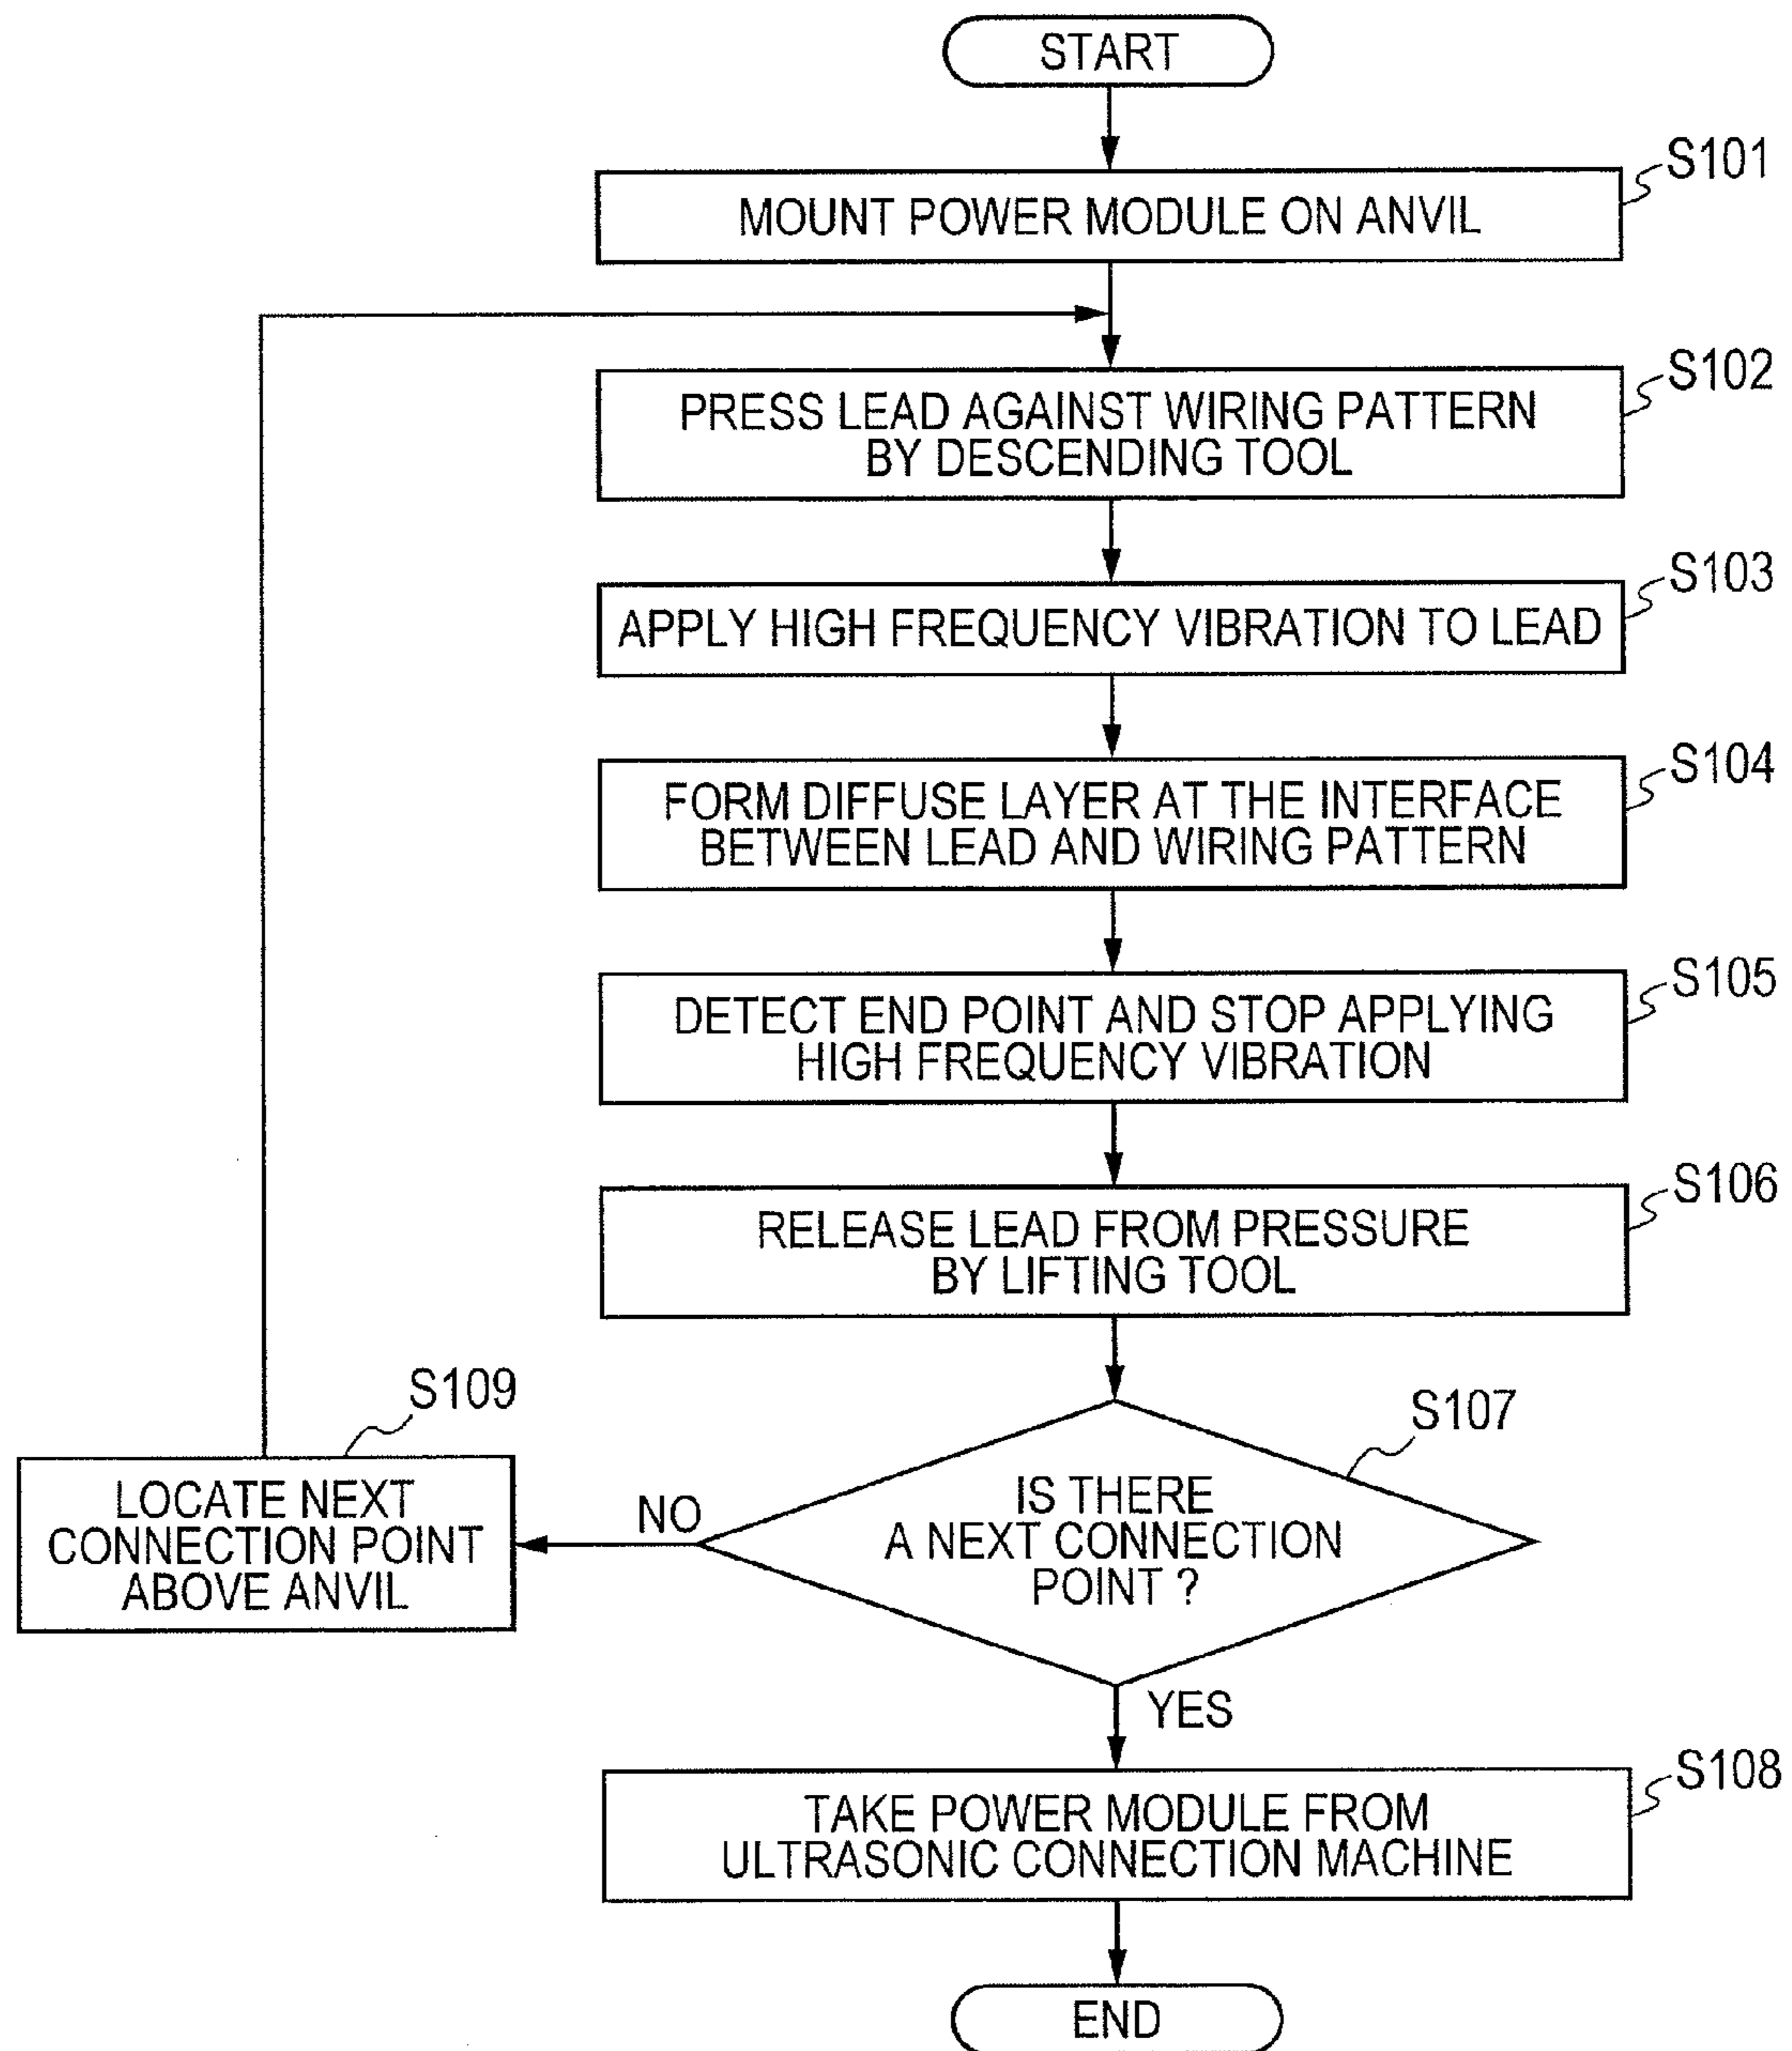 START
S101
MOUNT POWER MODULE ON ANVIL
S102
PRESS LEAD AGAINST WIRING PATTERN
BY DESCENDING TOOL
S103
APPLY HIGH FREQUENCY VIBRATION TO LEAD
S104
FORM DIFFUSE LAYER AT THE INTERFACE
BETWEEN LEAD AND WIRING PATTERN
S105
DETECT END POINT AND STOP APPLYING
HIGH FREQUENCY VIBRATION
S106
RELEASE LEAD FROM PRESSURE
BY LIFTING TOOL
S107
IS THERE
A NEXT CONNECTION
POINT ?
NO
S109
LOCATE NEXT
CONNECTION POINT
ABOVE ANVIL
YES
S108
TAKE POWER MODULE FROM
ULTRASONIC CONNECTION MACHINE
END